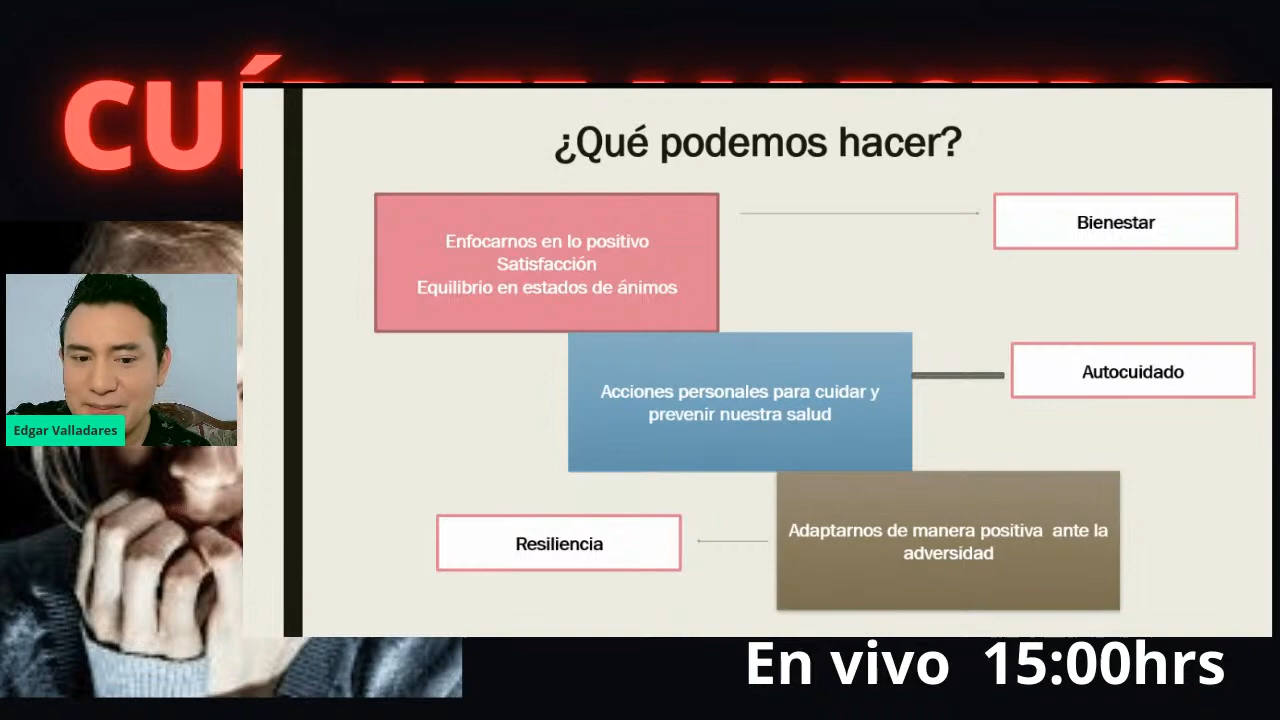 CUÍ
¿Qué podemos hacer?
Enfocarnos en lo positivo
Satisfacción
Equilibrio en estados de ánimos
Bienestar
Acciones personales para cuidar y
prevenir nuestra salud
Autocuidado
Adaptarnos de manera positiva ante la
adversidad
Resiliencia
Edgar Valladares
En vivo 15:00hrs